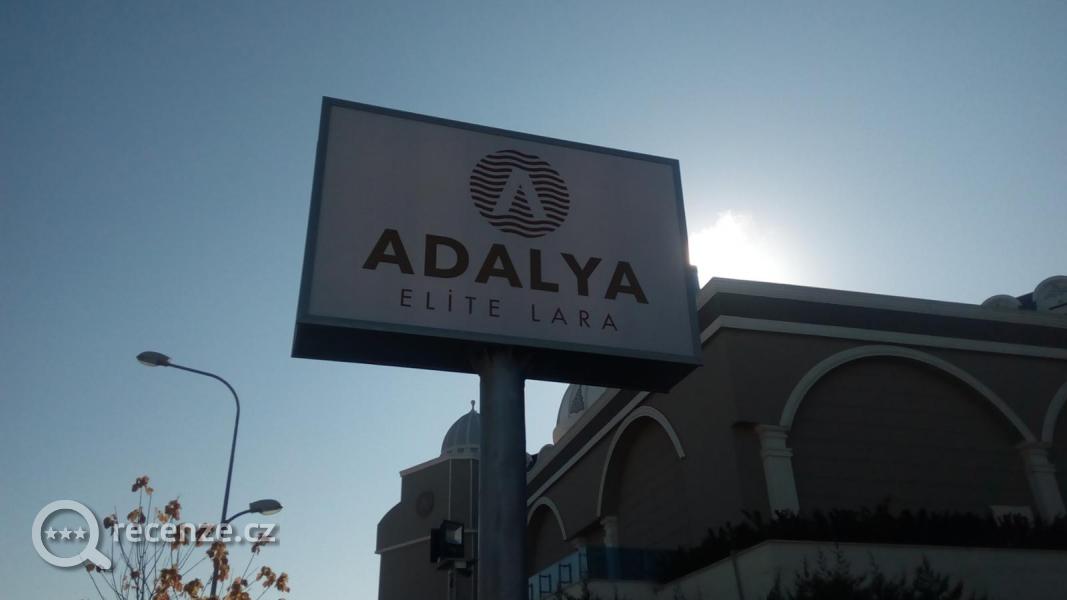 A
ADALYA
ELİTE LARA
recenze.cz